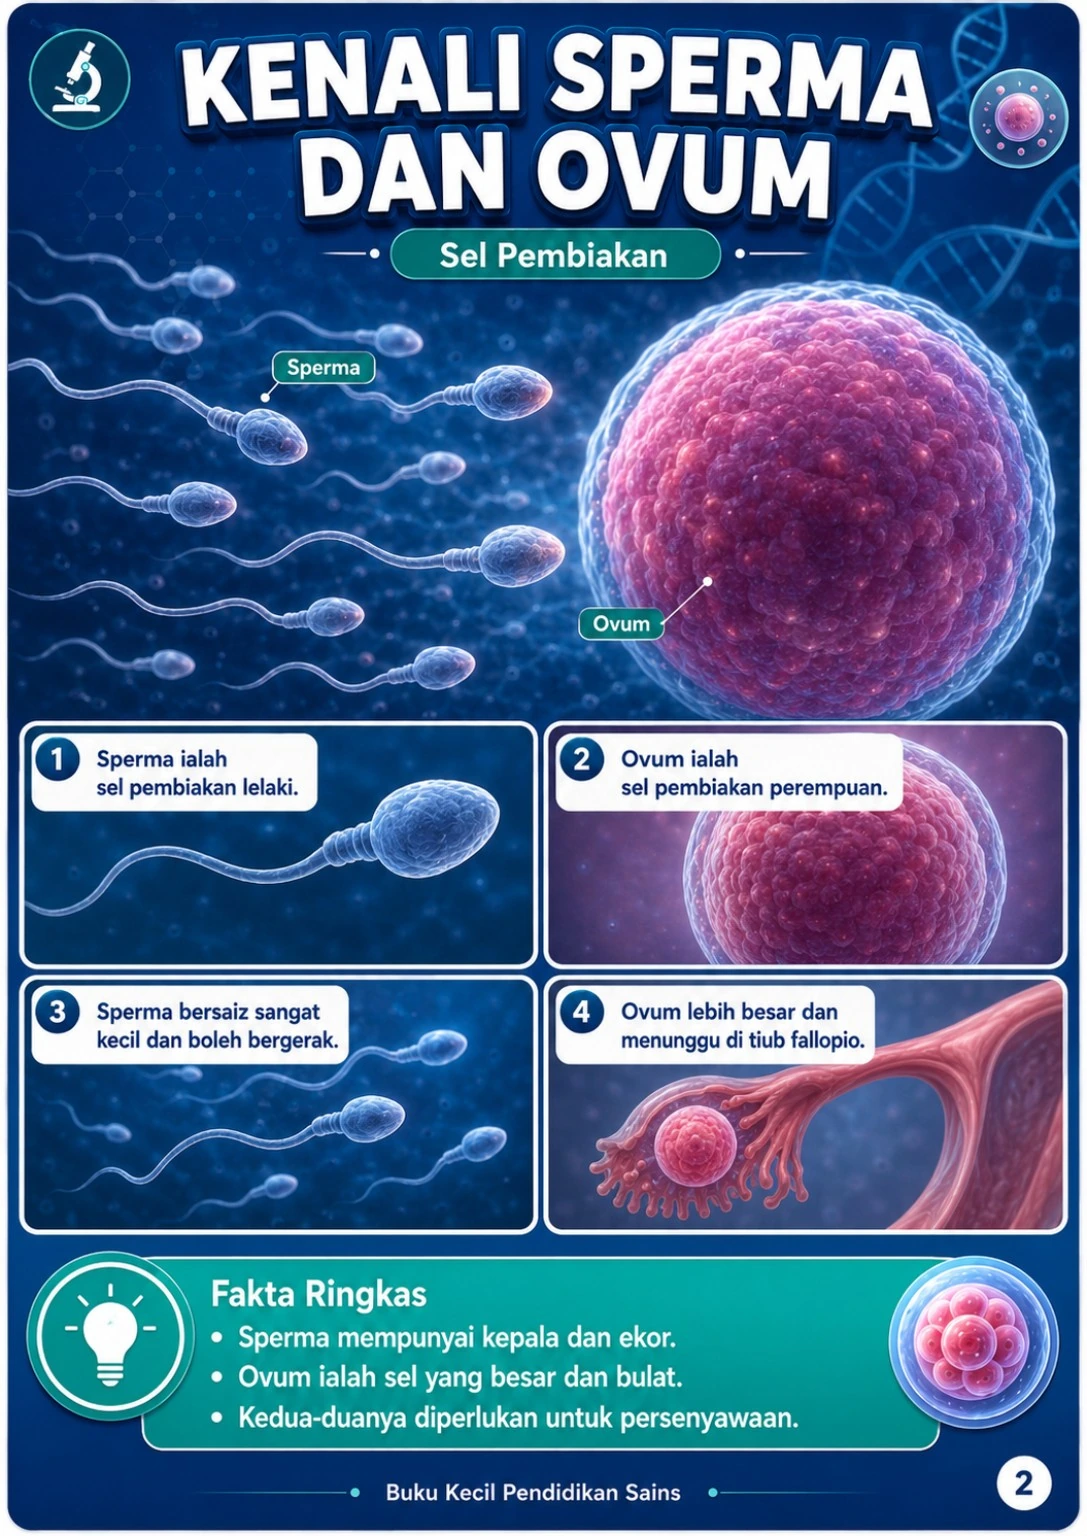 KENALI SPERMA
DAN OVUM
Sel Pembiakan
Sperma
Ovum
1
Sperma ialah
sel pembiakan lelaki.
2
Ovum ialah
sel pembiakan perempuan.
3
Sperma bersaiz sangat
kecil dan boleh bergerak.
4
Ovum lebih besar dan
menunggu di tiub fallopio.
Fakta Ringkas
• Sperma mempunyai kepala dan ekor.
• Ovum ialah sel yang besar dan bulat.
• Kedua-duanya diperlukan untuk persenyawaan.
Buku Kecil Pendidikan Sains
2